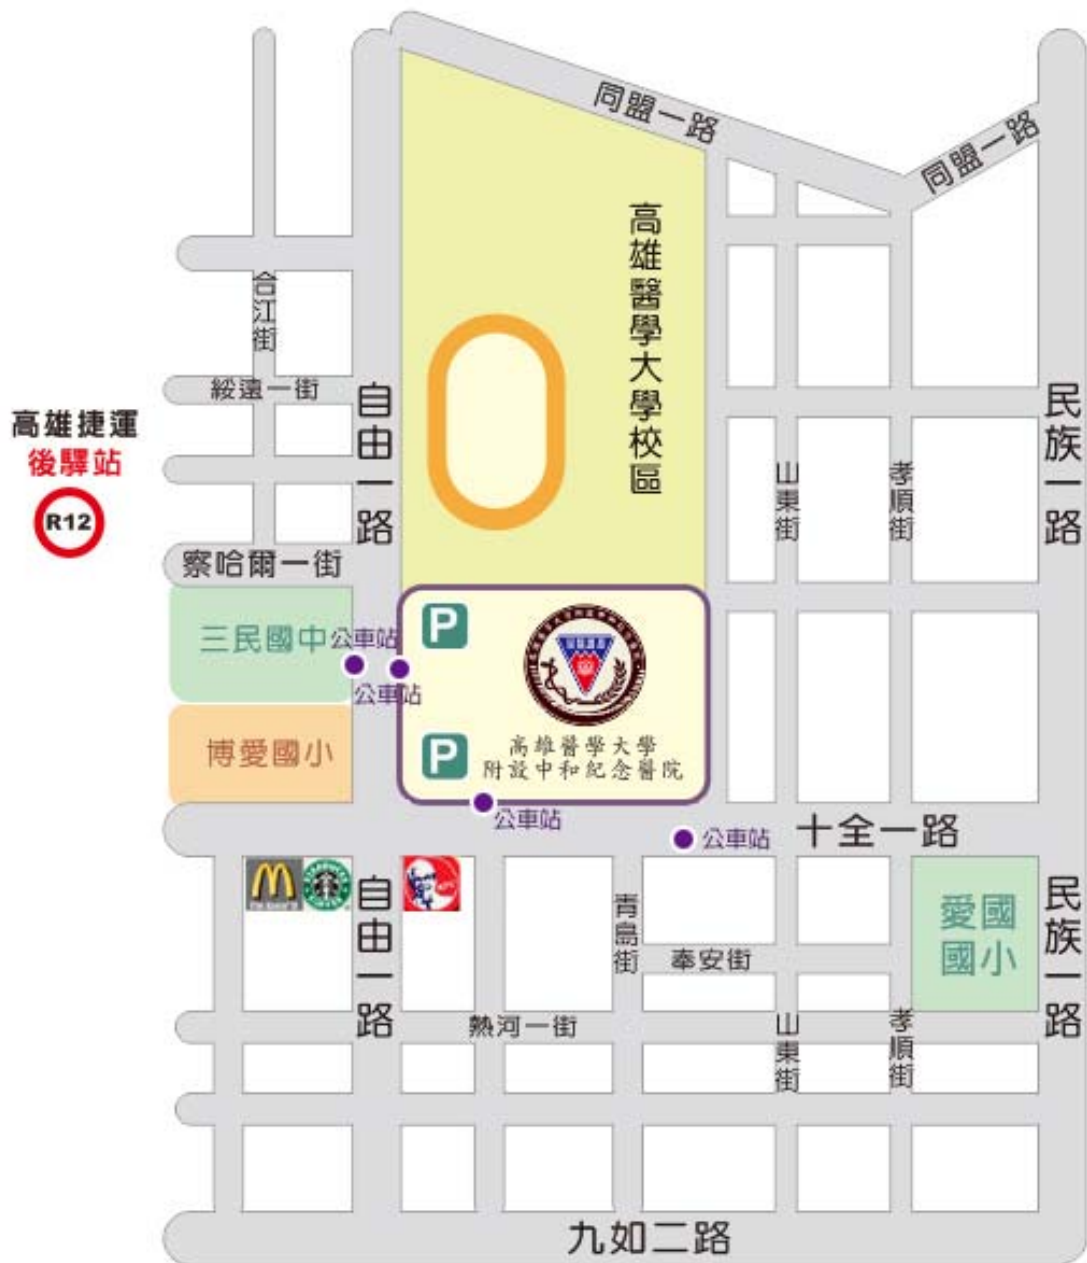 同盟一路
同盟一路
高雄醫學大學校區
合江街
綏遠一街
自由一路
高雄捷運
後驛站
R12
民族一路
山東街
孝順街
察哈爾一街
三民國中
公車站
公車站
P
博愛國小
P
高雄醫學大學
附設中和紀念醫院
公車站
公車站
十全一路
自由一路
青島街
奉安街
愛國
國小
民族一路
熱河一街
山東街
孝順街
九如二路